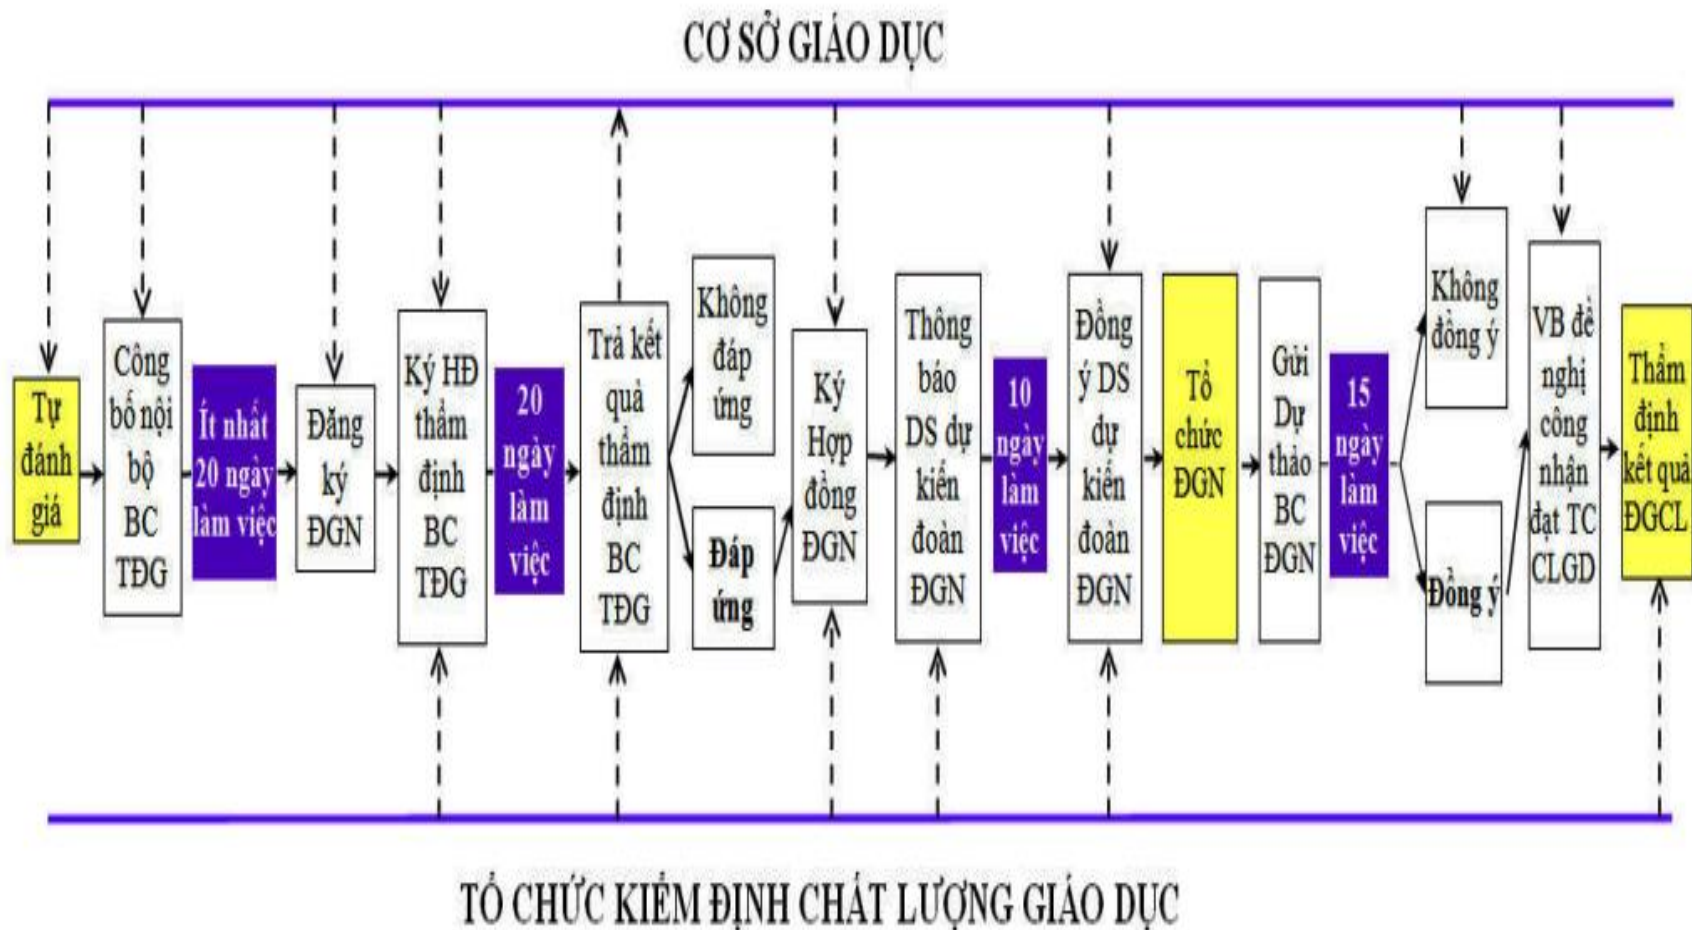 CƠ SỞ GIÁO DỤC
Tự
đánh
giá
Công
bố nội
bộ
BC
TĐG
Ít nhất
20 ngày
làm việc
Đăng
ký
ĐGN
Ký HĐ
thẩm
định
BC
TĐG
20
ngày
làm
việc
Trả kết
quả
thẩm
định
BC
TĐG
Không
đáp
ứng
Đáp
ứng
Ký
Hợp
đồng
ĐGN
Thông
báo
DS dự
kiến
đoàn
ĐGN
10
ngày
làm
việc
Đồng
ý DS
dự
kiến
đoàn
ĐGN
Tổ
chức
ĐGN
Gửi
Dự
thảo
BC
ĐGN
15
ngày
làm
việc
Không
đồng ý
Đồng ý
VB đề
nghị
công
nhận
đạt TC
CLGD
Thẩm
định
kết quả
ĐGCL
TỔ CHỨC KIỂM ĐỊNH CHẤT LƯỢNG GIÁO DỤC